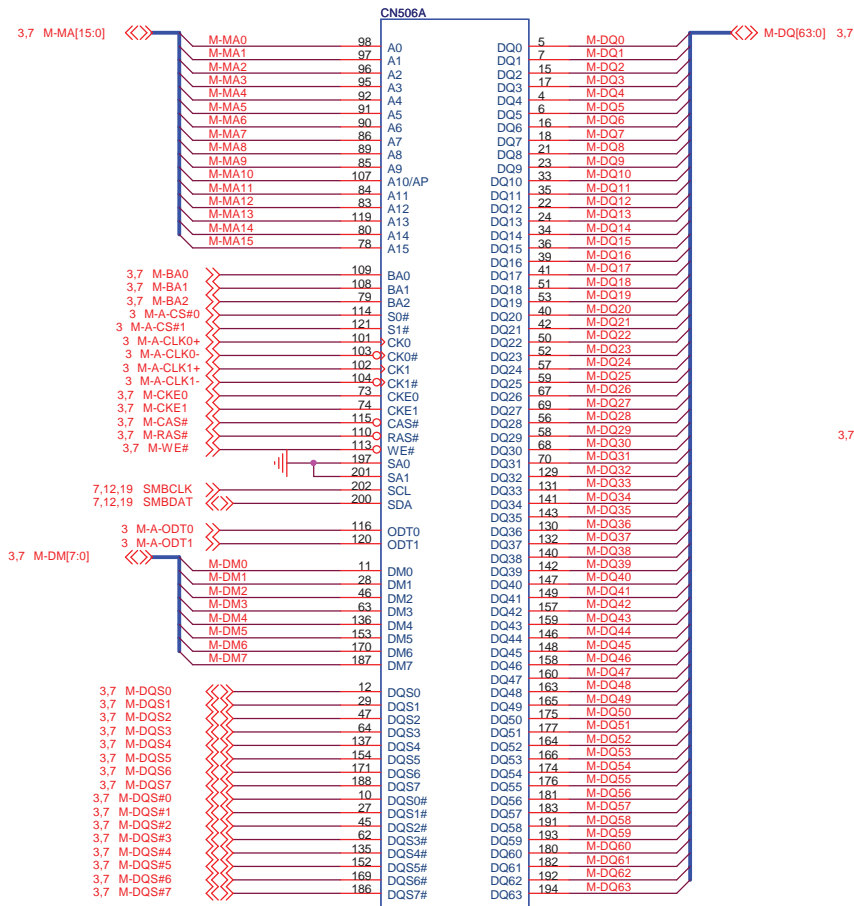 CN506A
3,7 M-MA[15:0]
M-MA0 98 A0
M-MA1 97 A1
M-MA2 96 A2
M-MA3 95 A3
M-MA4 92 A4
M-MA5 91 A5
M-MA6 90 A6
M-MA7 86 A7
M-MA8 89 A8
M-MA9 85 A9
M-MA10 107 A10/AP
M-MA11 84 A11
M-MA12 83 A12
M-MA13 119 A13
M-MA14 80 A14
M-MA15 78 A15
3,7 M-BA0 109 BA0
3,7 M-BA1 108 BA1
3,7 M-BA2 79 BA2
3 M-A-CS#0 114 S0#
3 M-A-CS#1 121 S1#
3 M-A-CLK0+ 101 CK0
3 M-A-CLK0- 103 CK0#
3 M-A-CLK1+ 102 CK1
3 M-A-CLK1- 104 CK1#
3,7 M-CKE0 73 CKE0
3,7 M-CKE1 74 CKE1
3,7 M-CAS# 115 CAS#
3,7 M-RAS# 110 RAS#
3,7 M-WE# 113 WE#
197 SA0
201 SA1
7,12,19 SMBCLK 202 SCL
7,12,19 SMBDAT 200 SDA
3 M-A-ODT0 116 ODT0
3 M-A-ODT1 120 ODT1
3,7 M-DM[7:0]
M-DM0 11 DM0
M-DM1 28 DM1
M-DM2 46 DM2
M-DM3 63 DM3
M-DM4 136 DM4
M-DM5 153 DM5
M-DM6 170 DM6
M-DM7 187 DM7
3,7 M-DQS0 12 DQS0
3,7 M-DQS1 29 DQS1
3,7 M-DQS2 47 DQS2
3,7 M-DQS3 64 DQS3
3,7 M-DQS4 137 DQS4
3,7 M-DQS5 154 DQS5
3,7 M-DQS6 171 DQS6
3,7 M-DQS7 188 DQS7
3,7 M-DQS#0 10 DQS0#
3,7 M-DQS#1 27 DQS1#
3,7 M-DQS#2 45 DQS2#
3,7 M-DQS#3 62 DQS3#
3,7 M-DQS#4 135 DQS4#
3,7 M-DQS#5 152 DQS5#
3,7 M-DQS#6 169 DQS6#
3,7 M-DQS#7 186 DQS7#
M-DQ[63:0] 3,7
DQ0 5 M-DQ0
DQ1 7 M-DQ1
DQ2 15 M-DQ2
DQ3 17 M-DQ3
DQ4 4 M-DQ4
DQ5 6 M-DQ5
DQ6 16 M-DQ6
DQ7 18 M-DQ7
DQ8 21 M-DQ8
DQ9 23 M-DQ9
DQ10 33 M-DQ10
DQ11 35 M-DQ11
DQ12 22 M-DQ12
DQ13 24 M-DQ13
DQ14 34 M-DQ14
DQ15 36 M-DQ15
DQ16 39 M-DQ16
DQ17 41 M-DQ17
DQ18 51 M-DQ18
DQ19 53 M-DQ19
DQ20 40 M-DQ20
DQ21 42 M-DQ21
DQ22 50 M-DQ22
DQ23 52 M-DQ23
DQ24 57 M-DQ24
DQ25 59 M-DQ25
DQ26 67 M-DQ26
DQ27 69 M-DQ27
DQ28 56 M-DQ28
DQ29 58 M-DQ29
DQ30 68 M-DQ30
DQ31 70 M-DQ31
DQ32 129 M-DQ32
DQ33 131 M-DQ33
DQ34 141 M-DQ34
DQ35 143 M-DQ35
DQ36 130 M-DQ36
DQ37 132 M-DQ37
DQ38 140 M-DQ38
DQ39 142 M-DQ39
DQ40 147 M-DQ40
DQ41 149 M-DQ41
DQ42 157 M-DQ42
DQ43 159 M-DQ43
DQ44 146 M-DQ44
DQ45 148 M-DQ45
DQ46 158 M-DQ46
DQ47 160 M-DQ47
DQ48 163 M-DQ48
DQ49 165 M-DQ49
DQ50 175 M-DQ50
DQ51 177 M-DQ51
DQ52 164 M-DQ52
DQ53 166 M-DQ53
DQ54 174 M-DQ54
DQ55 176 M-DQ55
DQ56 181 M-DQ56
DQ57 183 M-DQ57
DQ58 191 M-DQ58
DQ59 193 M-DQ59
DQ60 180 M-DQ60
DQ61 182 M-DQ61
DQ62 192 M-DQ62
DQ63 194 M-DQ63
3,7